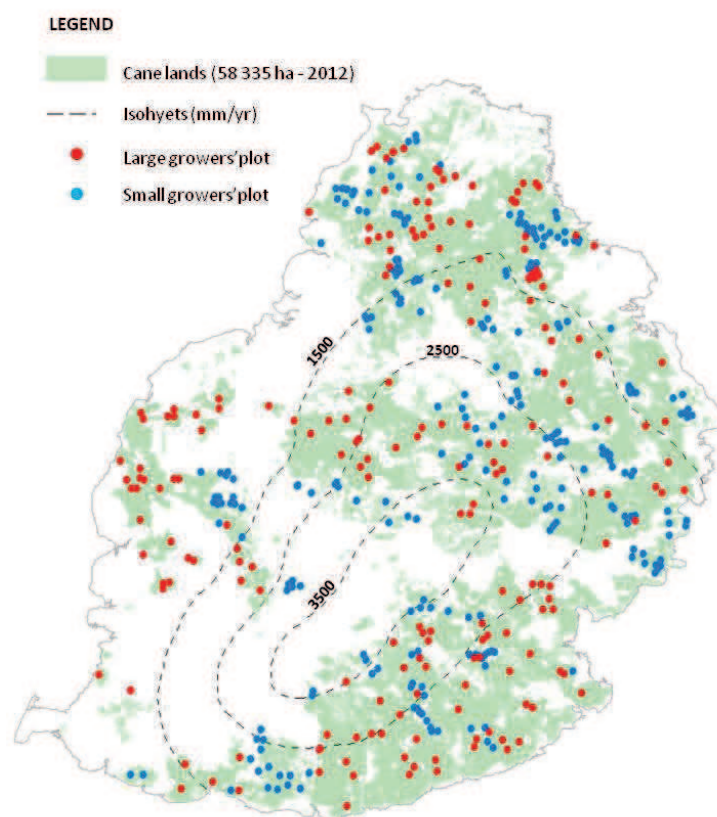 LEGEND
Cane lands (58 335 ha - 2012)
Isohyets (mm/yr)
Large growers' plot
Small growers' plot
1500
2500
3500